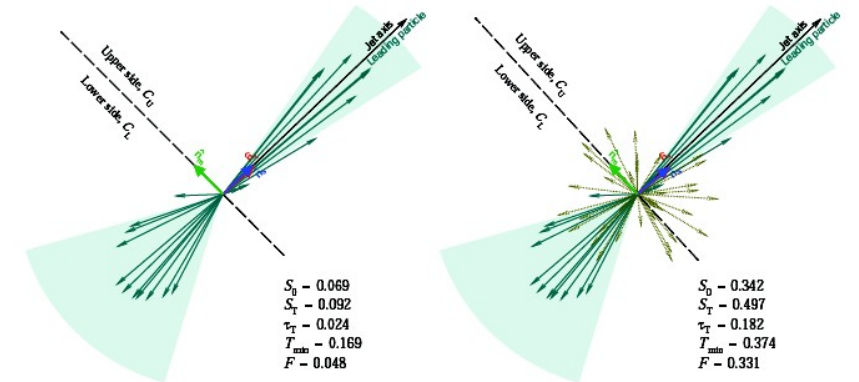 Jet axis
Leading particle
Upper side, C_U
Lower side, C_L
n̂_s
S_0 – 0.069
S_T – 0.092
τ_T – 0.024
T_min – 0.169
F – 0.048
Jet axis
Leading particle
Upper side, C_U
Lower side, C_L
S_0 – 0.342
S_T – 0.497
τ_T – 0.182
T_min – 0.374
F – 0.331